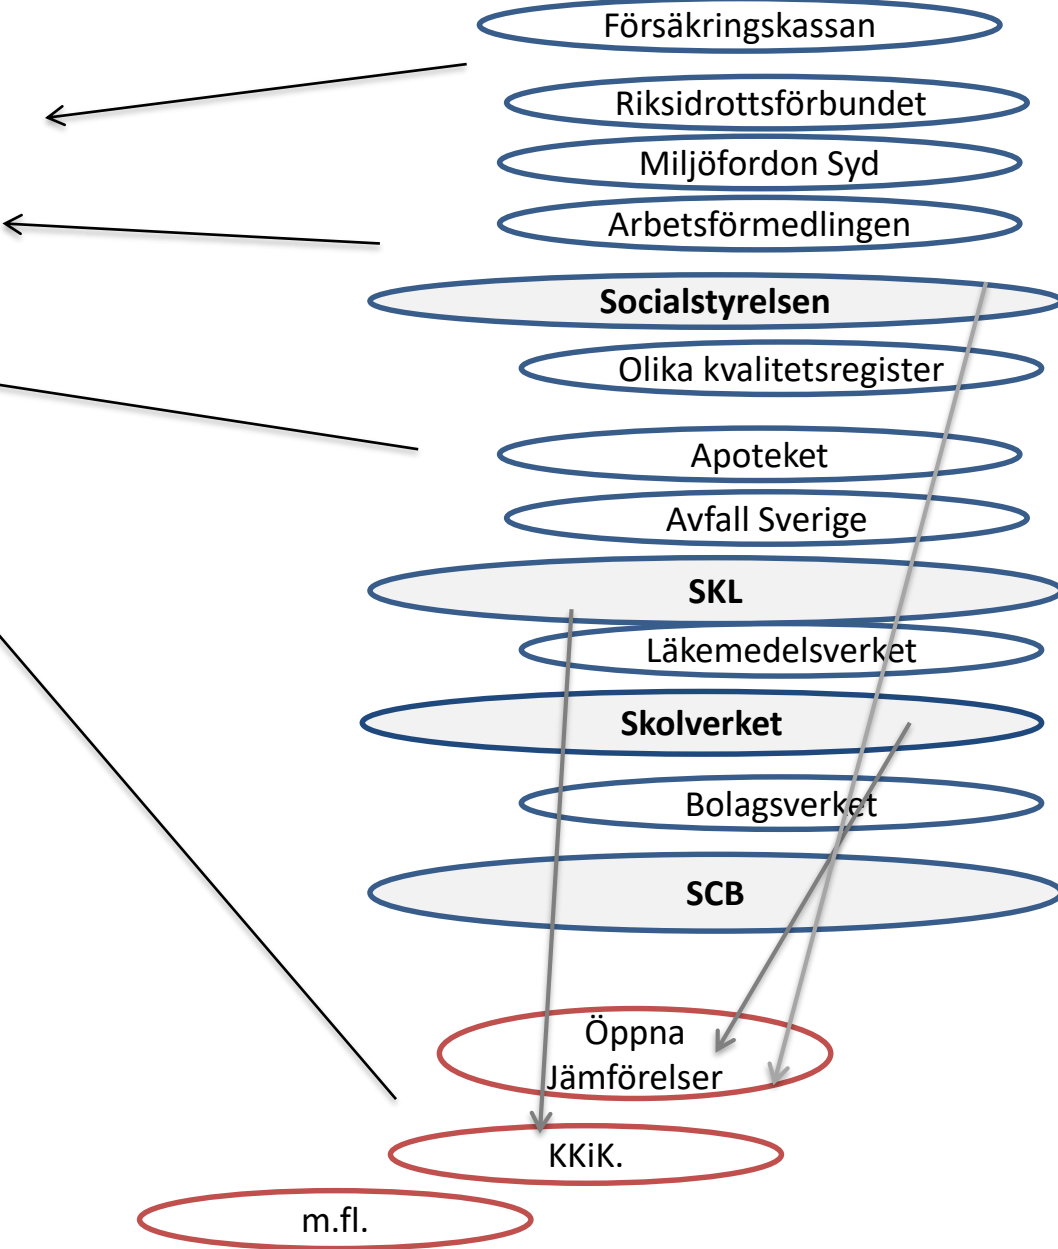 Försäkringskassan
Riksidrottsförbundet
Miljöfordon Syd
Arbetsförmedlingen
Socialstyrelsen
Olika kvalitetsregister
Apoteket
Avfall Sverige
SKL
Läkemedelsverket
Skolverket
Bolagsverket
SCB
Öppna
Jämförelser
KKiK.
m.fl.